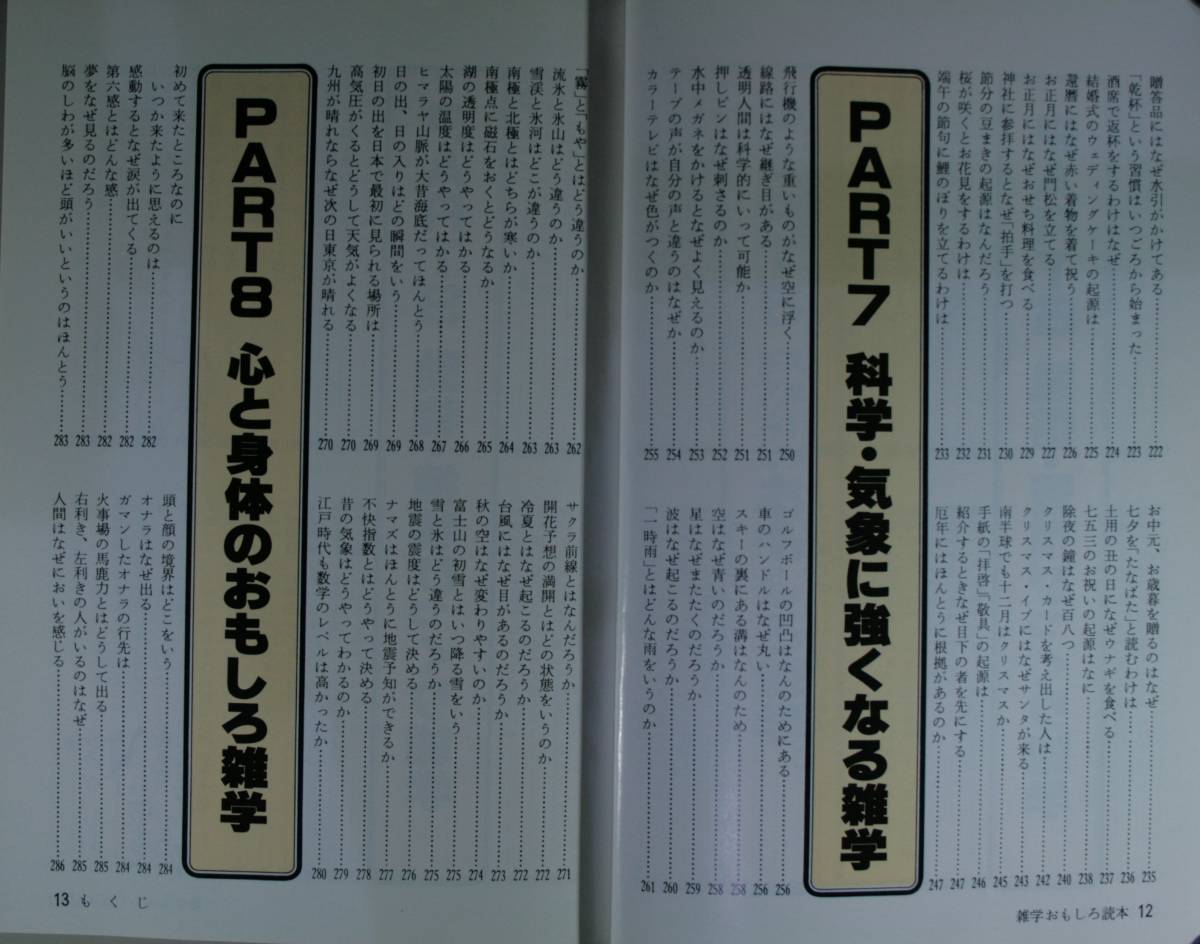 贈答品にはなぜ水引がかけてある……222
「乾杯」という習慣はいつごろから始まった……223
酒席で返杯をするわけはなぜ……224
結婚式のウェディングケーキの起源は……225
還暦にはなぜ赤い着物を着て祝う……226
お正月にはなぜ門松を立てる……227
お正月にはなぜおせち料理を食べる……229
神社に参拝するとなぜ「拍手」を打つ……230
節分の豆まきの起源はなんだろう……231
桜が咲くとお花見をするわけは……232
端午の節句に鯉のぼりを立てるわけは……233
お中元、お歳暮を贈るのはなぜ……235
七夕を「たなばた」と読むわけは……236
土用の丑の日になぜウナギを食べる……237
七五三のお祝いの起源はなに……238
除夜の鐘はなぜ百八つ……240
クリスマス・カードを考え出した人は……242
クリスマス・イブにはなぜサンタが来る……243
南半球でも十二月はクリスマスか……245
手紙の「拝啓」「敬具」の起源は……246
紹介するときなぜ目下の者を先にする……247
厄年にはほんとうに根拠があるのか……247
PART7 科学・気象に強くなる雑学
飛行機のような重いものがなぜ空に浮く……250
線路にはなぜ継ぎ目がある……251
透明人間は科学的にいって可能か……251
押しピンはなぜ刺さるのか……252
水中メガネをかけるとなぜよく見えるのか……253
テープの声が自分の声と違うのはなぜか……254
カラーテレビはなぜ色がつくのか……255
ゴルフボールの凹凸はなんのためにある……256
車のハンドルはなぜ丸い……256
スキーの裏にある溝はなんのため……258
空はなぜ青いのだろうか……258
星はなぜまたたくのだろうか……259
波はなぜ起こるのだろうか……260
「一時雨」とはどんな雨をいうのか……261
雑学おもしろ読本 12
「霧」と「もや」とはどう違うのか……262
流氷と氷山はどう違うのか……263
雪渓と氷河はどこが違うのか……263
南極と北極とはどちらが寒いか……264
南極点に磁石をおくとどうなるか……265
湖の透明度はどうやってはかる……266
太陽の温度はどうやってはかる……267
ヒマラヤ山脈が大昔海底だってほんとう……268
日の出、日の入りはどの瞬間をいう……269
初日の出を日本で最初に見られる場所は……269
高気圧がくるとどうして天気がよくなる……270
九州が晴れならなぜ次の日東京が晴れる……270
サクラ前線とはなんだろうか……271
開花予想の満開とはどの状態をいうのか……272
冷夏とはなぜ起こるのだろうか……272
台風にはなぜ目があるのだろうか……273
秋の空はなぜ変わりやすいのか……274
富士山の初雪とはいつ降る雪をいう……275
雪と氷はどう違うのだろうか……275
地震の震度はどうして決める……276
ナマズはほんとうに地震予知ができるか……277
不快指数とはどうやって決める……278
昔の気象はどうやってわかるのか……279
江戸時代も数学のレベルは高かったか……280
PART8 心と身体のおもしろ雑学
初めて来たところなのに
いつか来たように思えるのは……282
感動するとなぜ涙が出てくる……282
第六感とはどんな感……282
夢をなぜ見るのだろう……283
脳のしわが多いほど頭がいいというのはほんとう……283
頭と顔の境界はどこをいう……284
オナラはなぜ出る……284
ガマンしたオナラの行先は……284
火事場の馬鹿力とはどうして出る……285
右利き、左利きの人がいるのはなぜ……285
人間はなぜにおいを感じる……286
13 もくじ